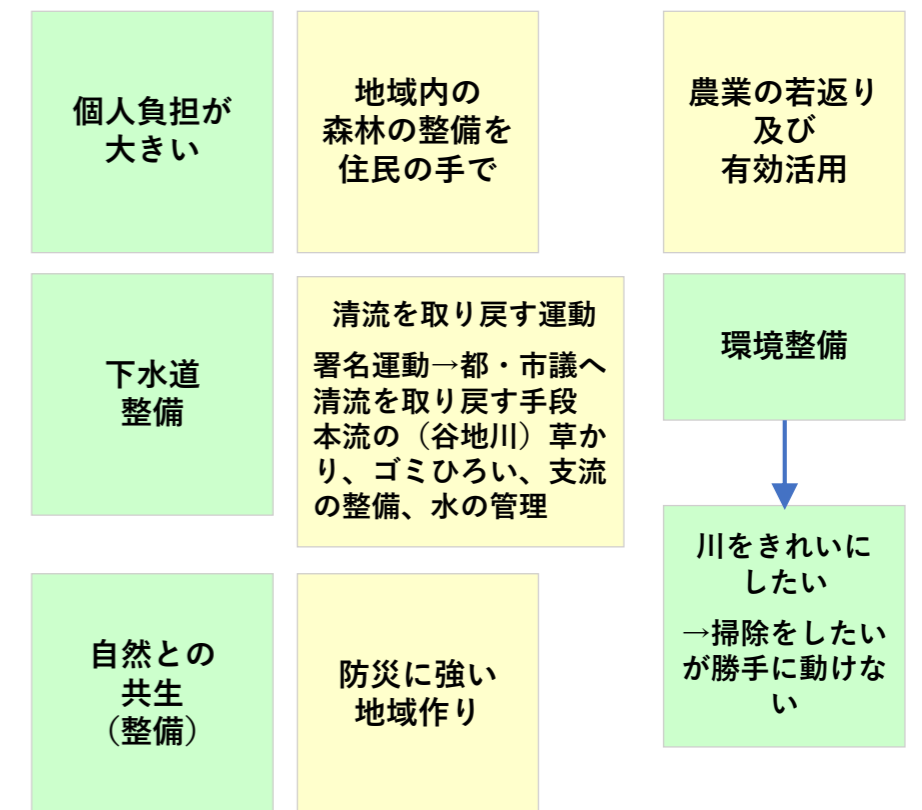 個人負担が
大きい
地域内の
森林の整備を
住民の手で
農業の若返り
及び
有効活用
下水道
整備
清流を取り戻す運動
署名運動→都・市議へ
清流を取り戻す手段
本流の（谷地川）草か
り、ゴミひろい、支流
の整備、水の管理
環境整備
川をきれいに
したい
→掃除をしたい
が勝手に動けな
い
自然との
共生
（整備）
防災に強い
地域作り